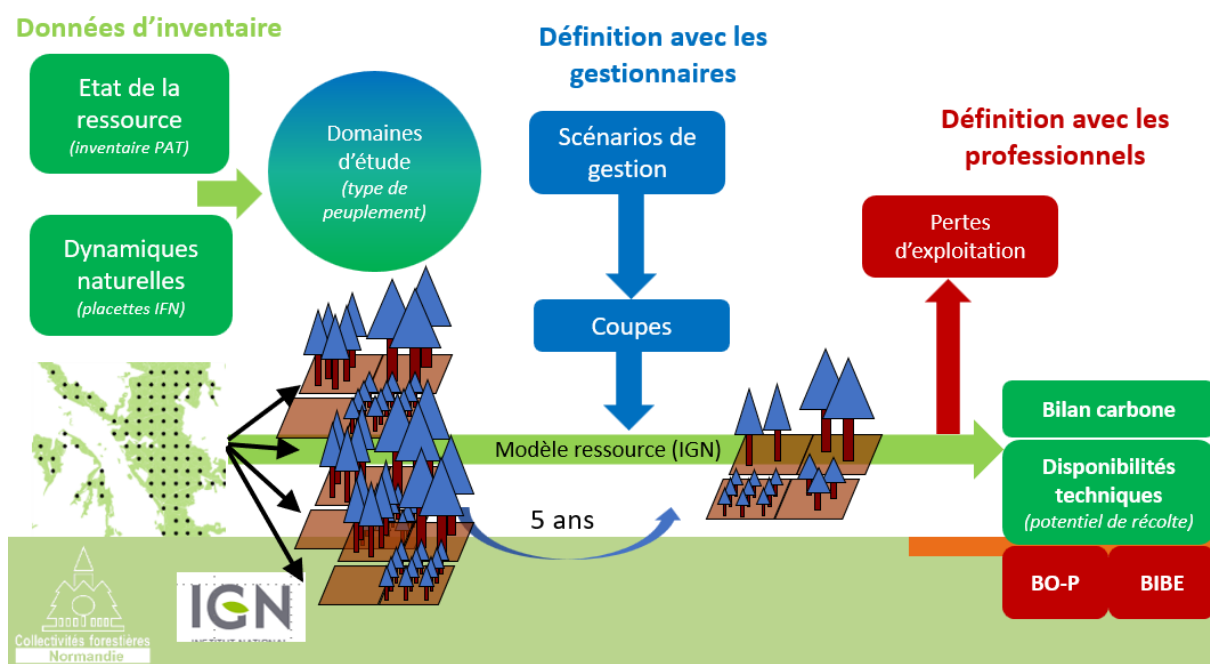 Données d’inventaire
Etat de la
ressource
(inventaire PAT)
Dynamiques
naturelles
(placettes IFN)
Domaines
d’étude
(type de
peuplement)
Définition avec les
gestionnaires
Scénarios de
gestion
Coupes
Définition avec les
professionnels
Pertes
d’exploitation
Modèle ressource (IGN)
5 ans
Bilan carbone
Disponibilités
techniques
(potentiel de récolte)
BO-P
BIBE
Collectivités forestières
Normandie
IGN
INSTITUT NATIONAL